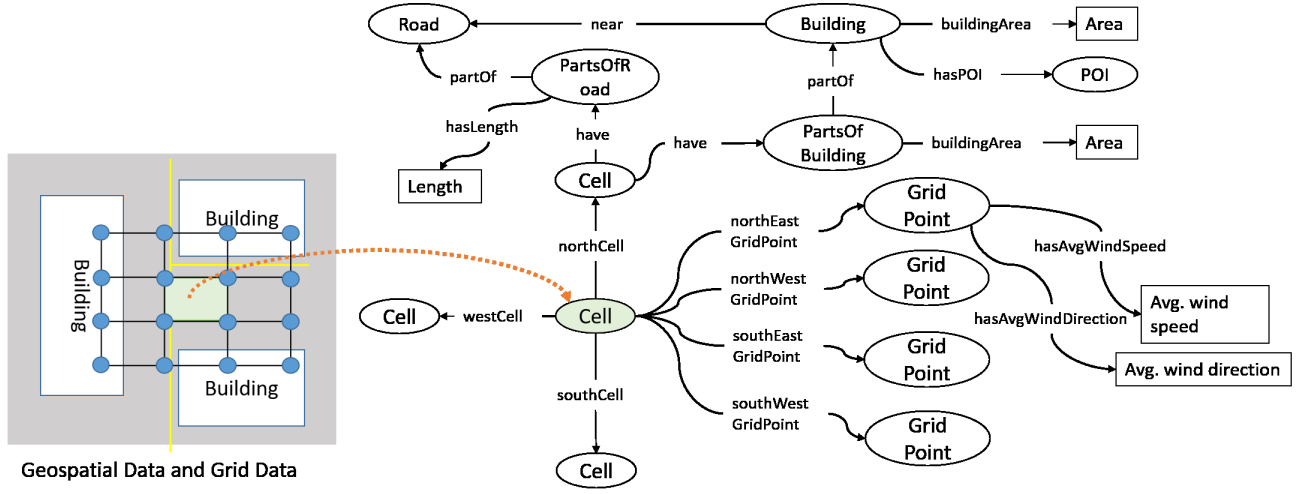 Road
near
Building
buildingArea
Area
partOf
PartsOfR
oad
partOf
hasPOI
POI
hasLength
have
have
PartsOf
Building
buildingArea
Area
Length
Cell
Building
Building
Building
Geospatial Data and Grid Data
northCell
Cell
westCell
Cell
southCell
Cell
northEast
GridPoint
Grid
Point
hasAvgWindSpeed
northWest
GridPoint
Grid
Point
hasAvgWindDirection
Avg. wind
speed
southEast
GridPoint
Grid
Point
Avg. wind direction
southWest
GridPoint
Grid
Point